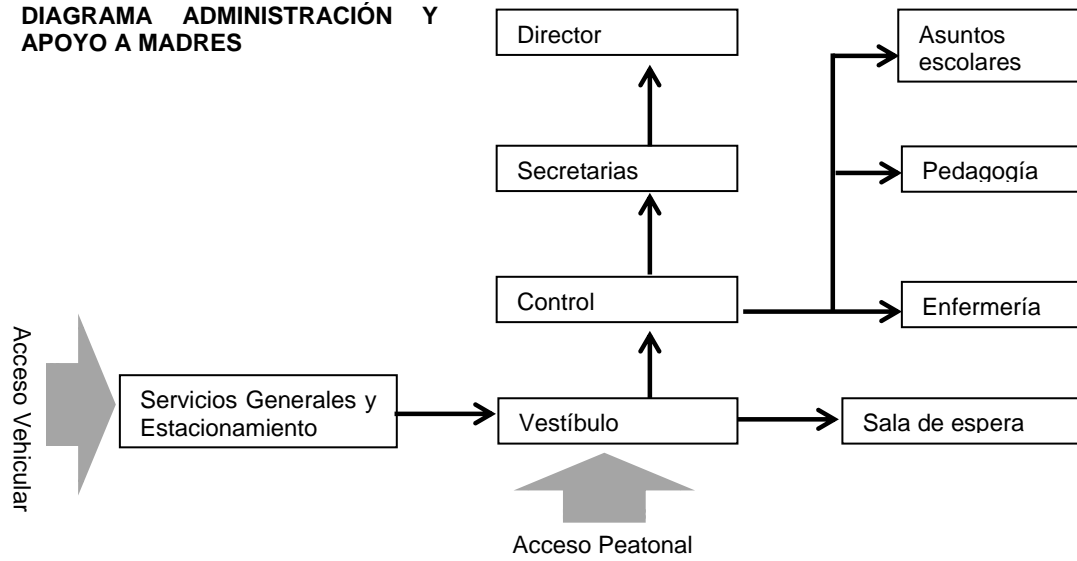 DIAGRAMA ADMINISTRACIÓN Y
APOYO A MADRES
Director
Asuntos
escolares
Secretarias
Pedagogía
Control
Enfermería
Acceso Vehicular
Servicios Generales y
Estacionamiento
Vestíbulo
Sala de espera
Acceso Peatonal